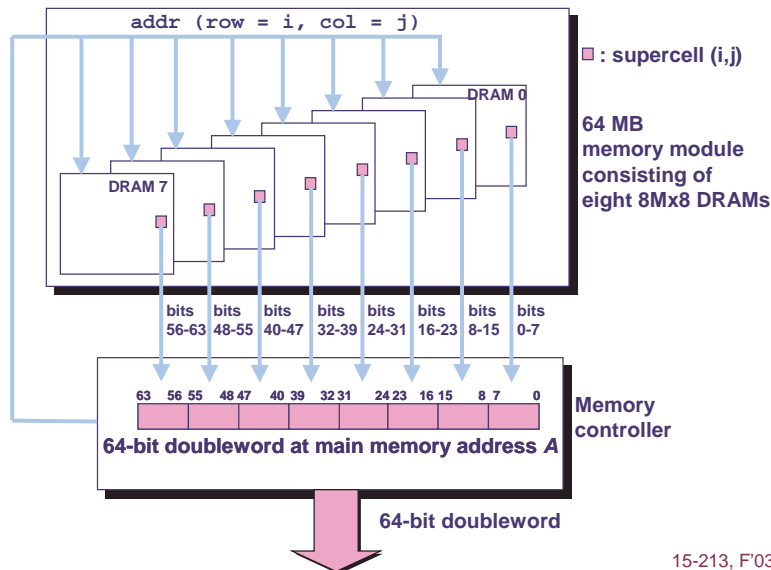 addr (row = i, col = j)
: supercell (i,j)
DRAM 0
64 MB
memory module
consisting of
eight 8Mx8 DRAMs
DRAM 7
bits
56-63
bits
48-55
bits
40-47
bits
32-39
bits
24-31
bits
16-23
bits
8-15
bits
0-7
63 56 55 48 47 40 39 32 31 24 23 16 15 8 7 0
64-bit doubleword at main memory address A
Memory
controller
64-bit doubleword
15-213, F'03